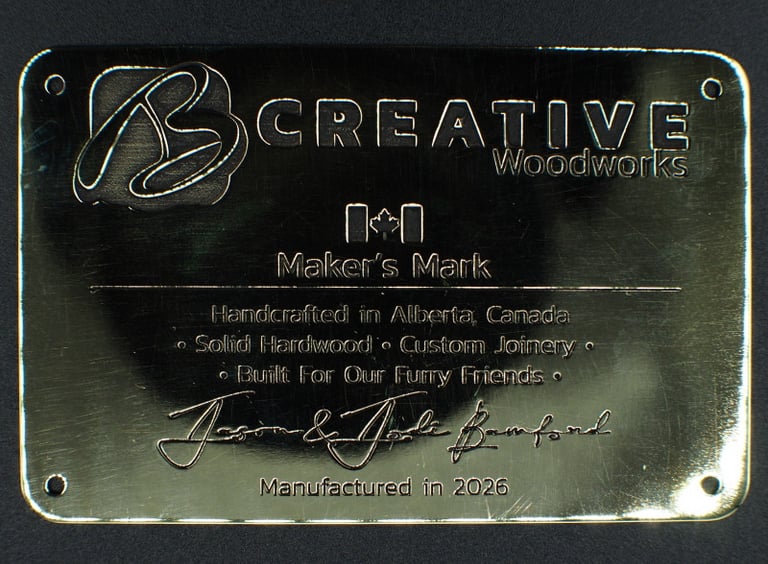 B CREATIVE
Woodworks
Maker's Mark
Handcrafted in Alberta, Canada
• Solid Hardwood • Custom Joinery •
• Built For Our Furry Friends •
Jason & Jode Bamford
Manufactured in 2026